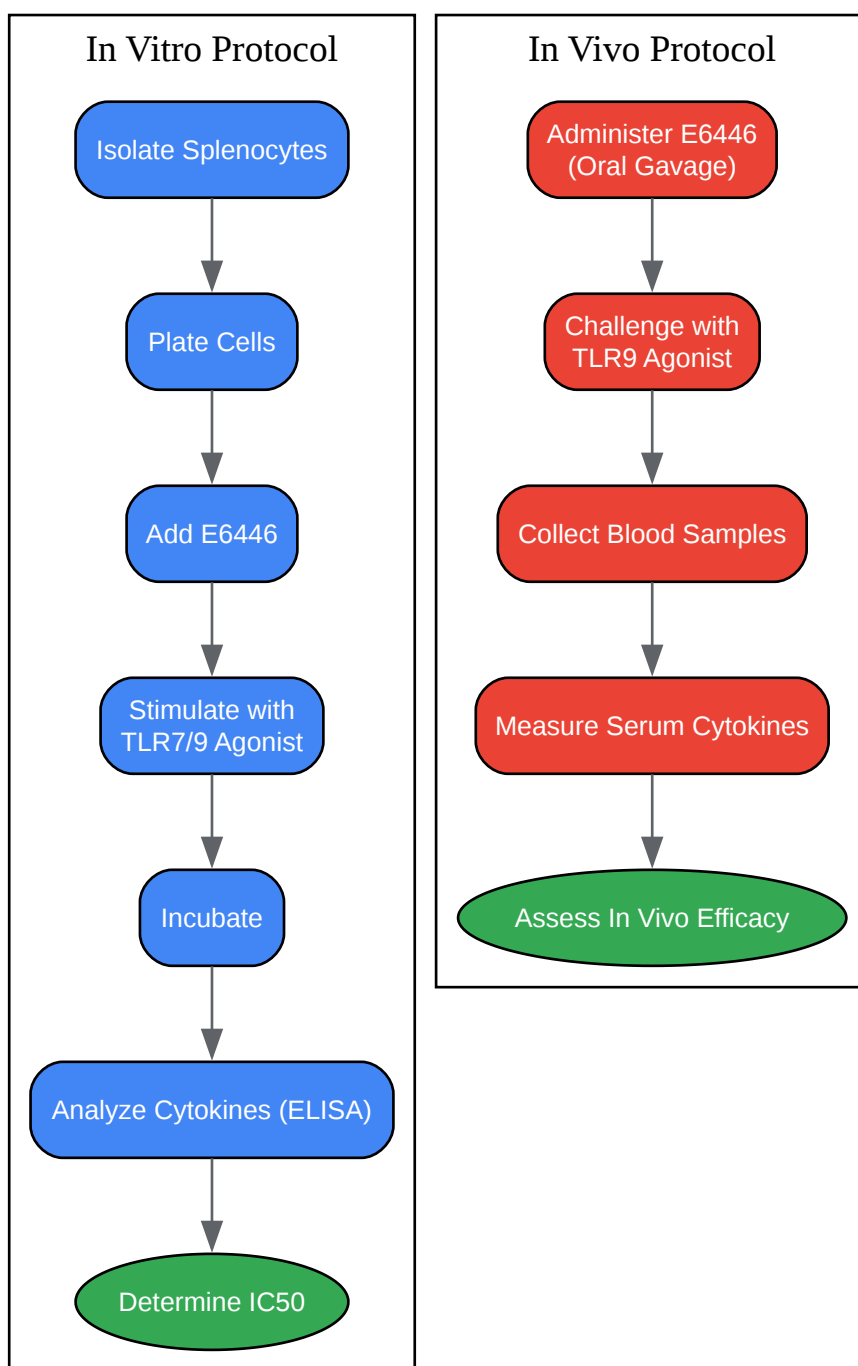 In Vitro Protocol
Isolate Splenocytes
Plate Cells
Add E6446
Stimulate with
TLR7/9 Agonist
Incubate
Analyze Cytokines (ELISA)
Determine IC50
In Vivo Protocol
Administer E6446
(Oral Gavage)
Challenge with
TLR9 Agonist
Collect Blood Samples
Measure Serum Cytokines
Assess In Vivo Efficacy